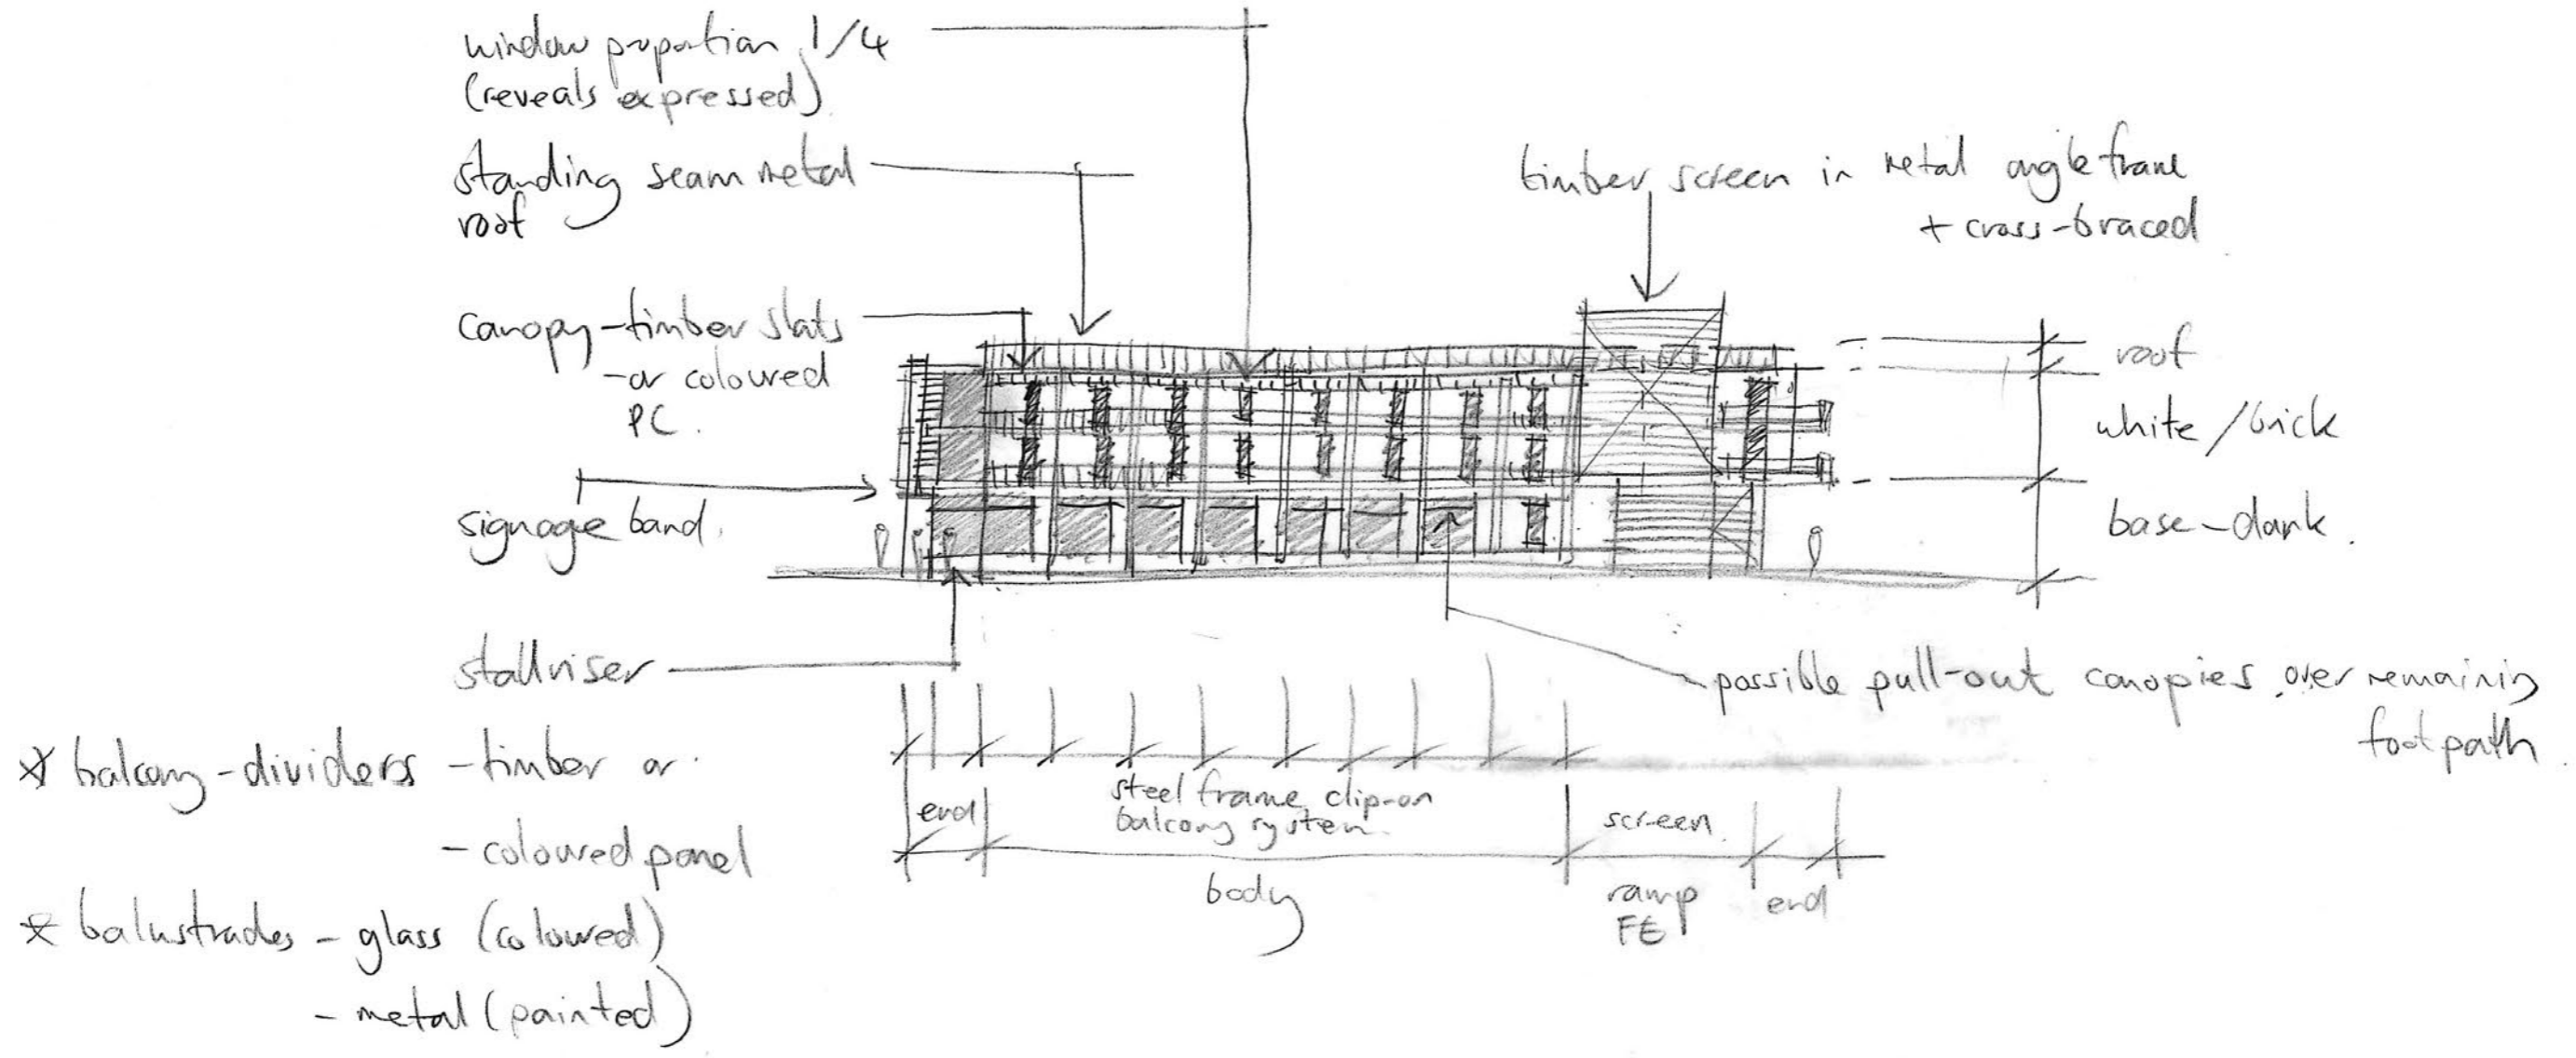 window proportion 1/4
(reveals expressed)
standing seam metal
roof
canopy-timber slats
-or coloured
PC.
signage band.
stallriser
* balcony-dividers -timber or
- coloured panel
* balustrades - glass (coloured)
- metal (painted)
timber screen in metal angle frame
+ cross-braced
roof
white/brick
base-dark.
possible pull-out canopies over remaining
footpath.
end
steel frame clip-on
balcony system.
screen.
body
ramp
FE
end